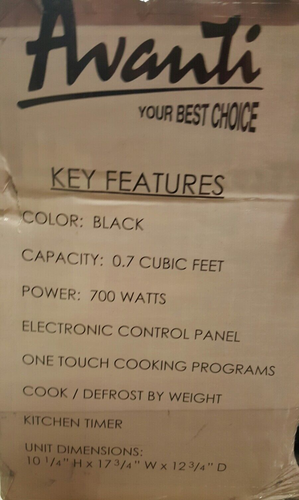 Avanti
YOUR BEST CHOICE
KEY FEATURES
COLOR: BLACK
CAPACITY: 0.7 CUBIC FEET
POWER: 700 WATTS
ELECTRONIC CONTROL PANEL
ONE TOUCH COOKING PROGRAMS
COOK / DEFROST BY WEIGHT
KITCHEN TIMER
UNIT DIMENSIONS:
10 1/4" H x 17 3/4" W x 12 3/4" D